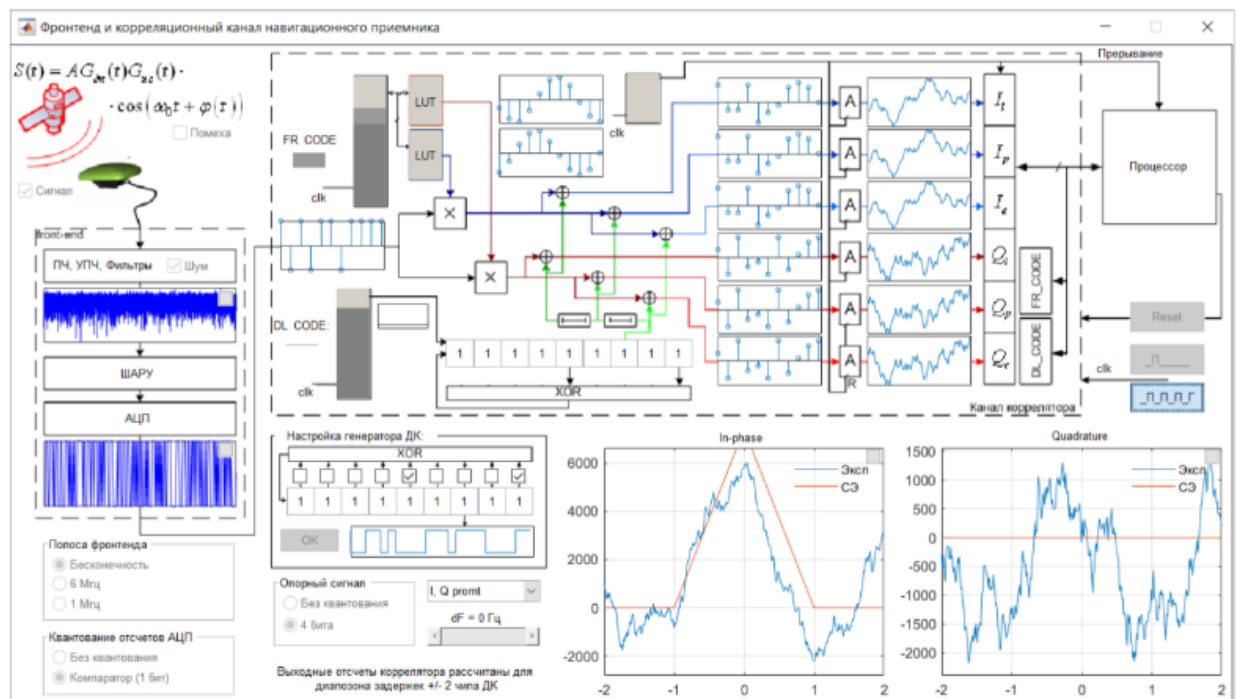 Фронтенд и корреляционный канал навигационного приемника
S(t) = AG_дк(t)G_нс(t) ·
· cos(ω₀t + φ(t))
Помеха
Сигнал
front-end
ПЧ, УПЧ, Фильтры
Шум
ШАРУ
АЦП
Полоса фронтенда
Бесконечность
6 Мгц
1 Мгц
Квантование отсчетов АЦП
Без квантования
Компаратор (1 бит)
FR CODE
clk
LUT
LUT
clk
×
×
DL CODE:
clk
1 1 1 1 1 1 1 1 1
XOR
A
A
A
A
A
A
R
I_p
I_e
Q_p
Q_e
FR_CODE
DL_CODE
Прерывание
Процессор
Reset
clk
Канал коррелятора
Настройка генератора ДК:
XOR
1 1 1 1 1 1 1 1 1
OK
Опорный сигнал
Без квантования
4 бита
I, Q promt
dF = 0 Гц
Выходные отсчеты коррелятора рассчитаны для
диапозона задержек +/- 2 чипа ДК
In-phase
6000
4000
2000
0
-2000
-2 -1 0 1 2
Эксп
СЭ
Quadrature
1500
1000
500
0
-500
-1000
-1500
-2000
-2 -1 0 1 2
Эксп
СЭ